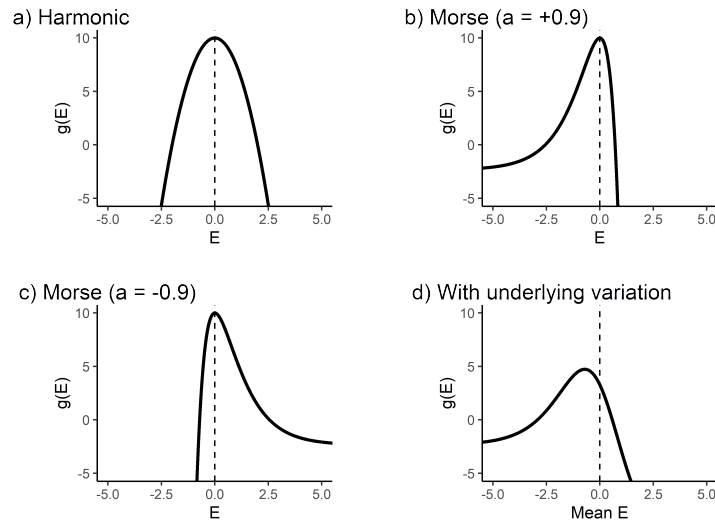 a) Harmonic
10
5
0
-5
g(E)
-5.0 -2.5 0.0 2.5 5.0
E
b) Morse (a = +0.9)
10
5
0
-5
g(E)
-5.0 -2.5 0.0 2.5 5.0
E
c) Morse (a = -0.9)
10
5
0
-5
g(E)
-5.0 -2.5 0.0 2.5 5.0
E
d) With underlying variation
10
5
0
-5
g(E)
-5.0 -2.5 0.0 2.5 5.0
Mean E